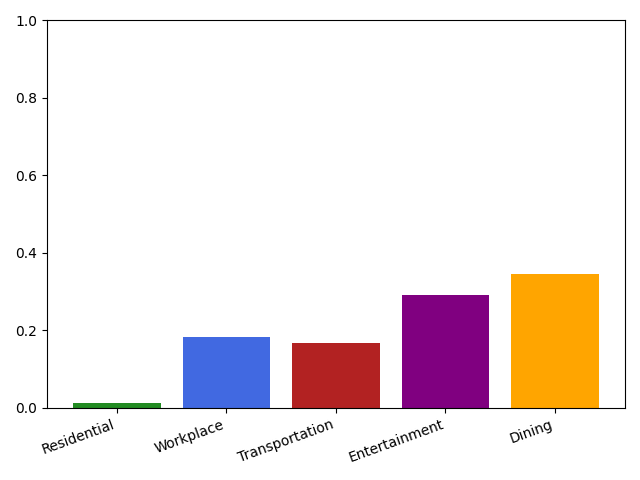 1.0
0.8
0.6
0.4
0.2
0.0
Residential
Workplace
Transportation
Entertainment
Dining